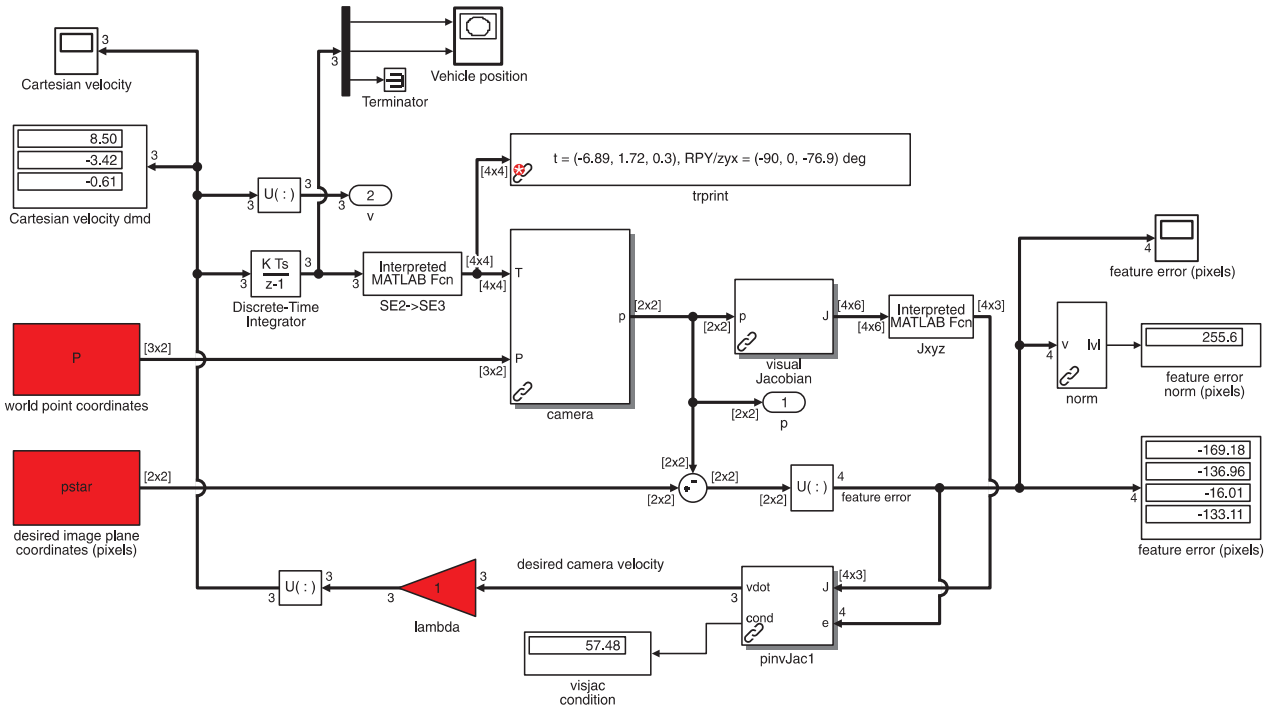 3
Cartesian velocity
3
Vehicle position
Terminator
8.50
-3.42
-0.61
3
Cartesian velocity dmd
t = (-6.89, 1.72, 0.3), RPY/zyx = (-90, 0, -76.9) deg
[4x4]
trprint
3
U( : )
3
3
2
v
3
K Ts
z-1
3
Discrete-Time
Integrator
3
Interpreted
MATLAB Fcn
[4x4]
SE2->SE3
[4x4]
T
P
p
camera
[2x2]
P
[3x2]
[3x2]
world point coordinates
[2x2]
p
J
visual
Jacobian
[4x6]
[4x6]
Interpreted
MATLAB Fcn
[4x3]
Jxyz
4
feature error (pixels)
4
v
|v|
norm
255.6
feature error
norm (pixels)
[2x2]
1
p
pstar
[2x2]
desired image plane
coordinates (pixels)
[2x2]
[2x2]
+
-
[2x2]
[2x2]
U( : )
4
feature error
4
-169.18
-136.96
-16.01
-133.11
feature error (pixels)
3
U( : )
3
3
1
3
lambda
desired camera velocity
3
vdot
cond
J
e
[4x3]
4
pinvJac1
57.48
visjac
condition